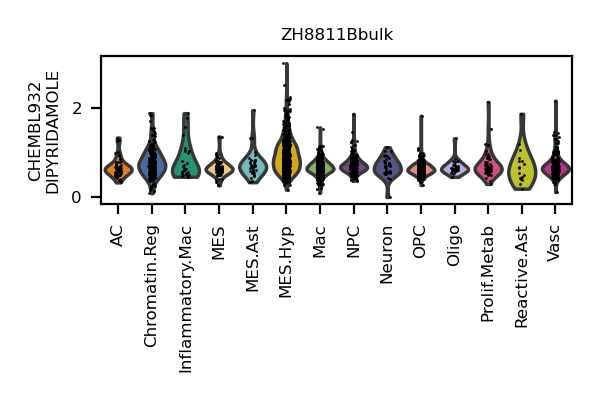 ZH8811Bbulk
CHEMBL932
DIPYRIDAMOLE
2
0
AC
Chromatin.Reg
Inflammatory.Mac
MES
MES.Ast
MES.Hyp
Mac
NPC
Neuron
OPC
Oligo
Prolif.Metab
Reactive.Ast
Vasc